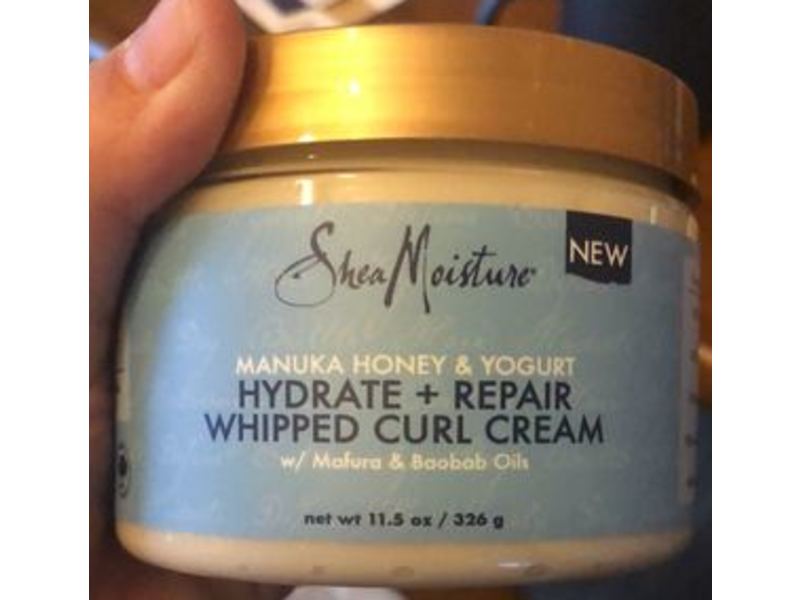 SheaMoisture
NEW
MANUKA HONEY & YOGURT
HYDRATE + REPAIR
WHIPPED CURL CREAM
w/ Mafura & Baobab Oils
net wt 11.5 oz / 326 g